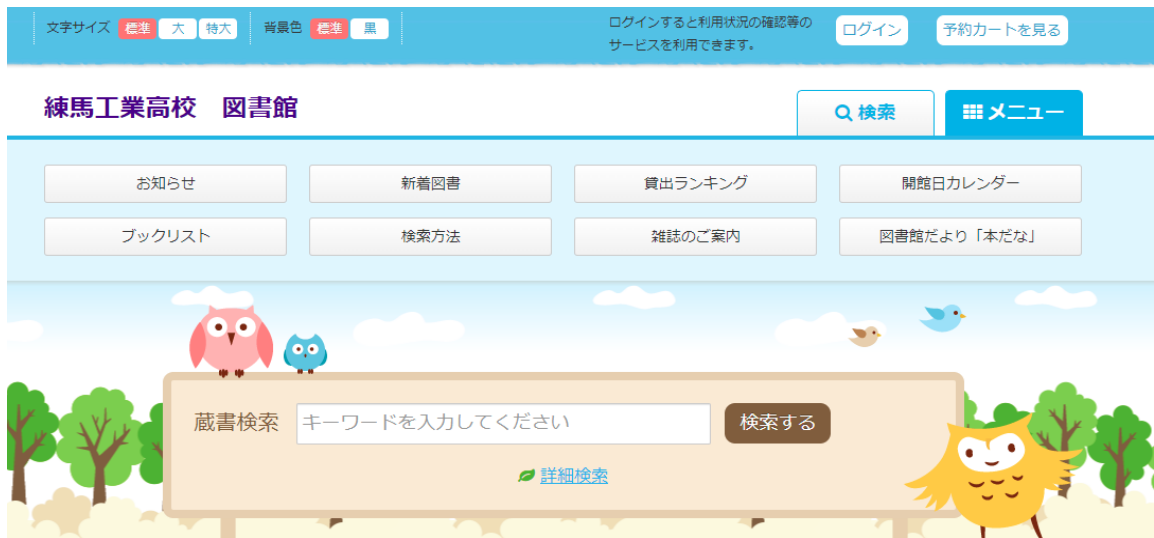 文字サイズ 標準 大 特大 背景色 標準 黒
ログインすると利用状況の確認等の
サービスを利用できます。
ログイン 予約カートを見る
練馬工業高校 図書館
検索 メニュー
お知らせ 新着図書 貸出ランキング 開館日カレンダー
ブックリスト 検索方法 雑誌のご案内 図書館だより「本だな」
蔵書検索 キーワードを入力してください 検索する
詳細検索